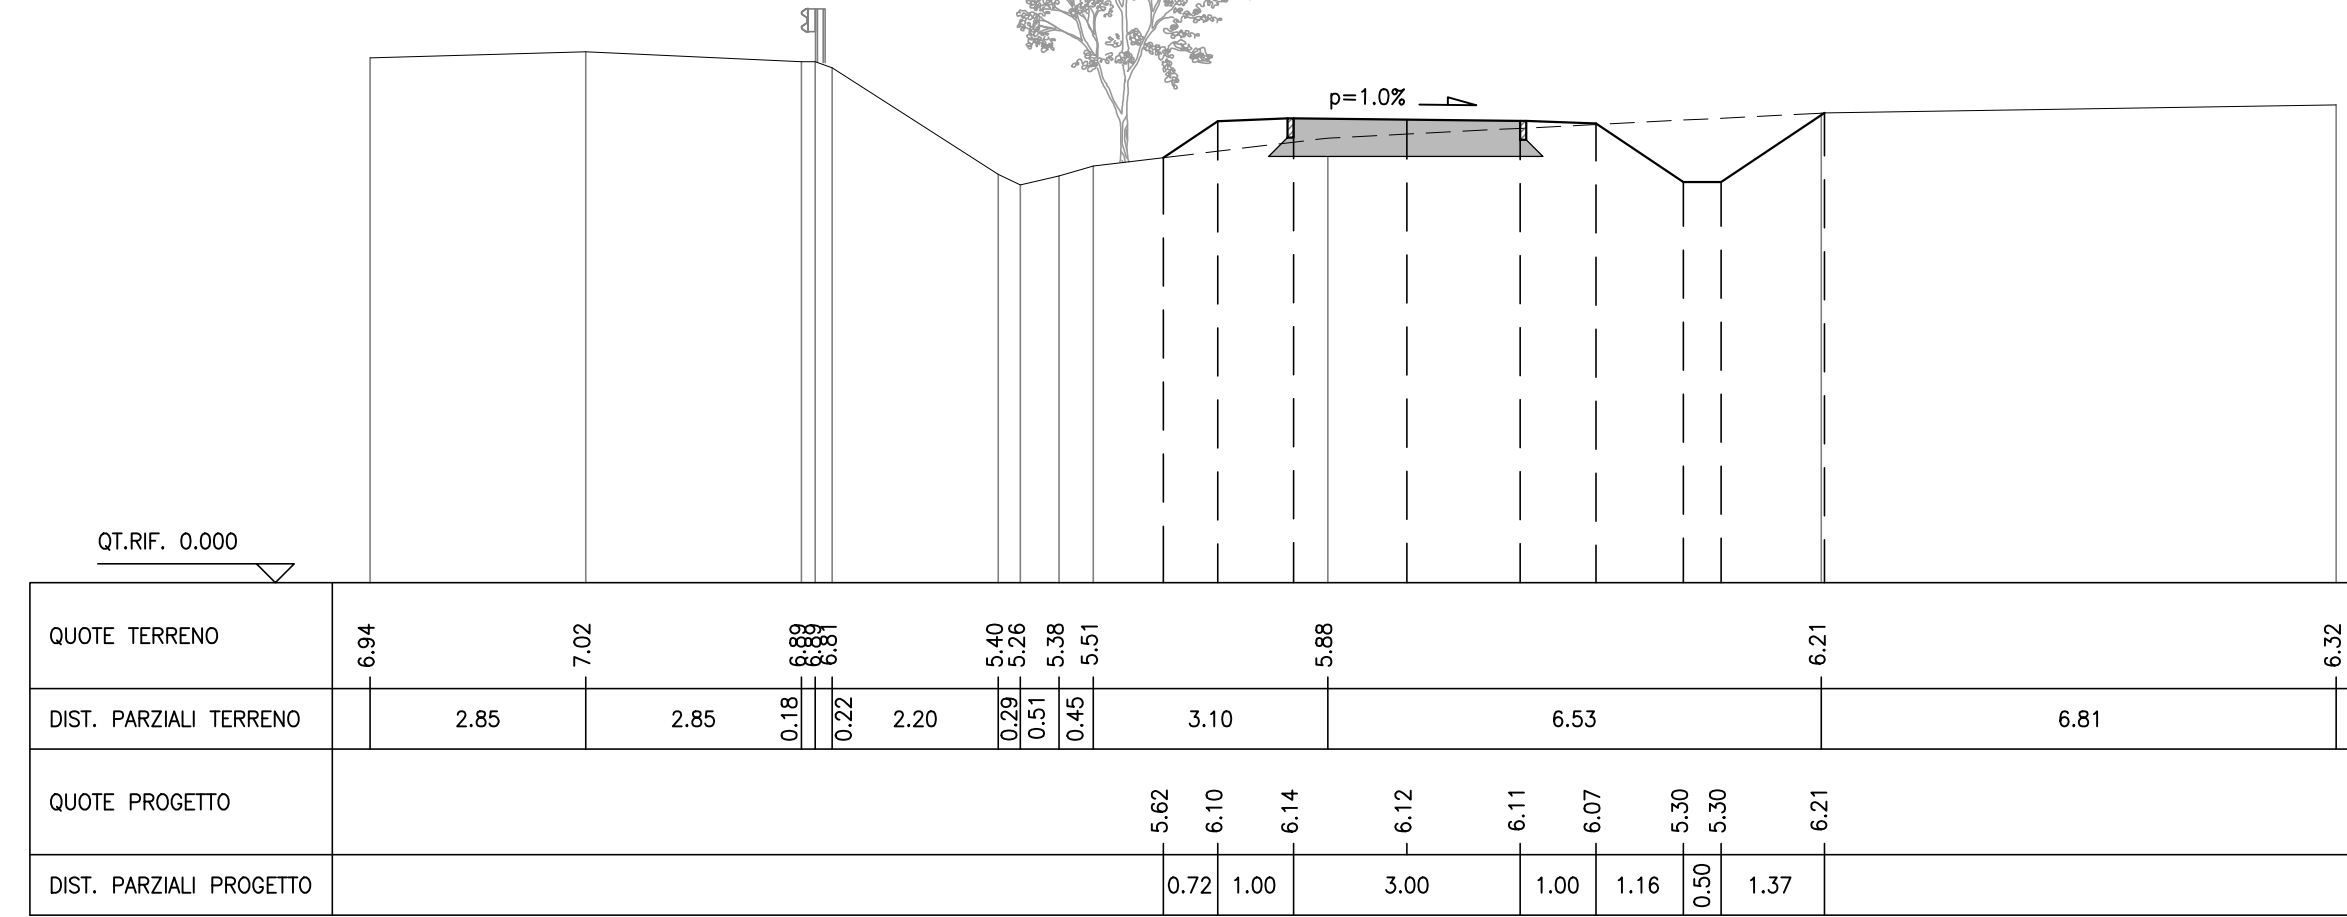 p=1.0%
QT.RIF. 0.000
QUOTE TERRENO 6.94 7.02 6.89 6.89 6.81 5.40 5.26 5.38 5.51 5.88 6.21 6.32
DIST. PARZIALI TERRENO 2.85 2.85 0.18 0.22 2.20 0.29 0.51 0.45 3.10 6.53 6.81
QUOTE PROGETTO 5.62 6.10 6.14 6.12 6.11 6.07 5.30 5.30 6.21
DIST. PARZIALI PROGETTO 0.72 1.00 3.00 1.00 1.16 0.50 1.37